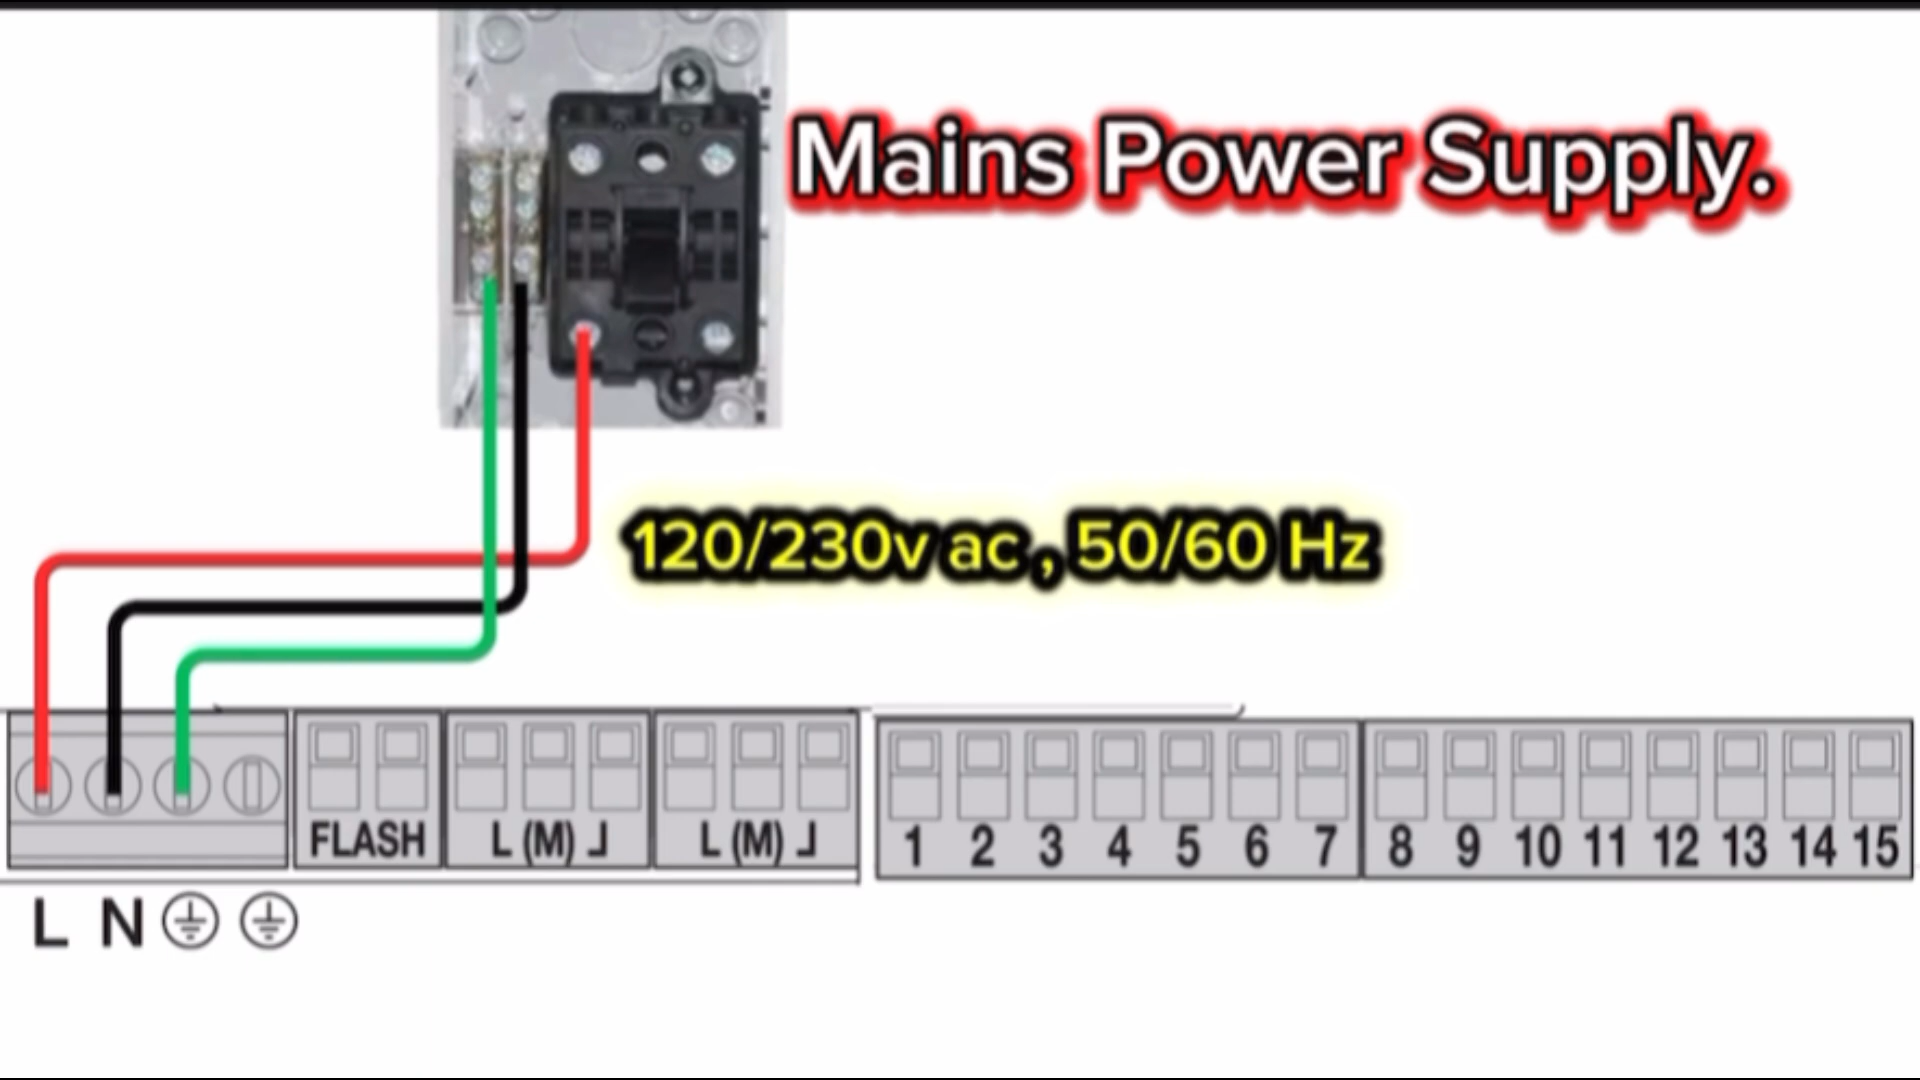 Mains Power Supply.
120/230v ac , 50/60 Hz
FLASH L (M) L (M) 1 2 3 4 5 6 7 8 9 10 11 12 13 14 15
L N